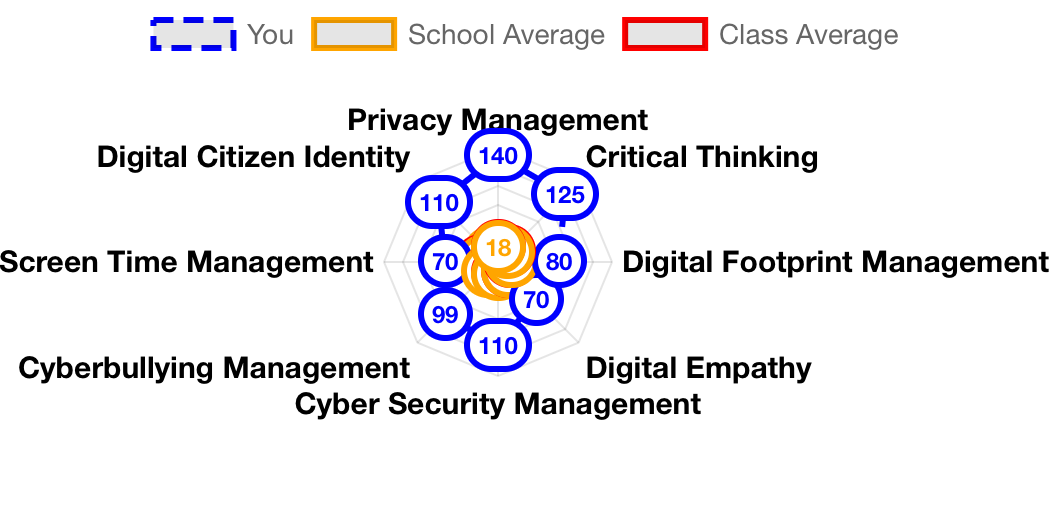 You School Average Class Average
Privacy Management
Digital Citizen Identity
Critical Thinking
140
125
110
Screen Time Management
70
18
80
Digital Footprint Management
99
70
110
Cyberbullying Management
Digital Empathy
Cyber Security Management